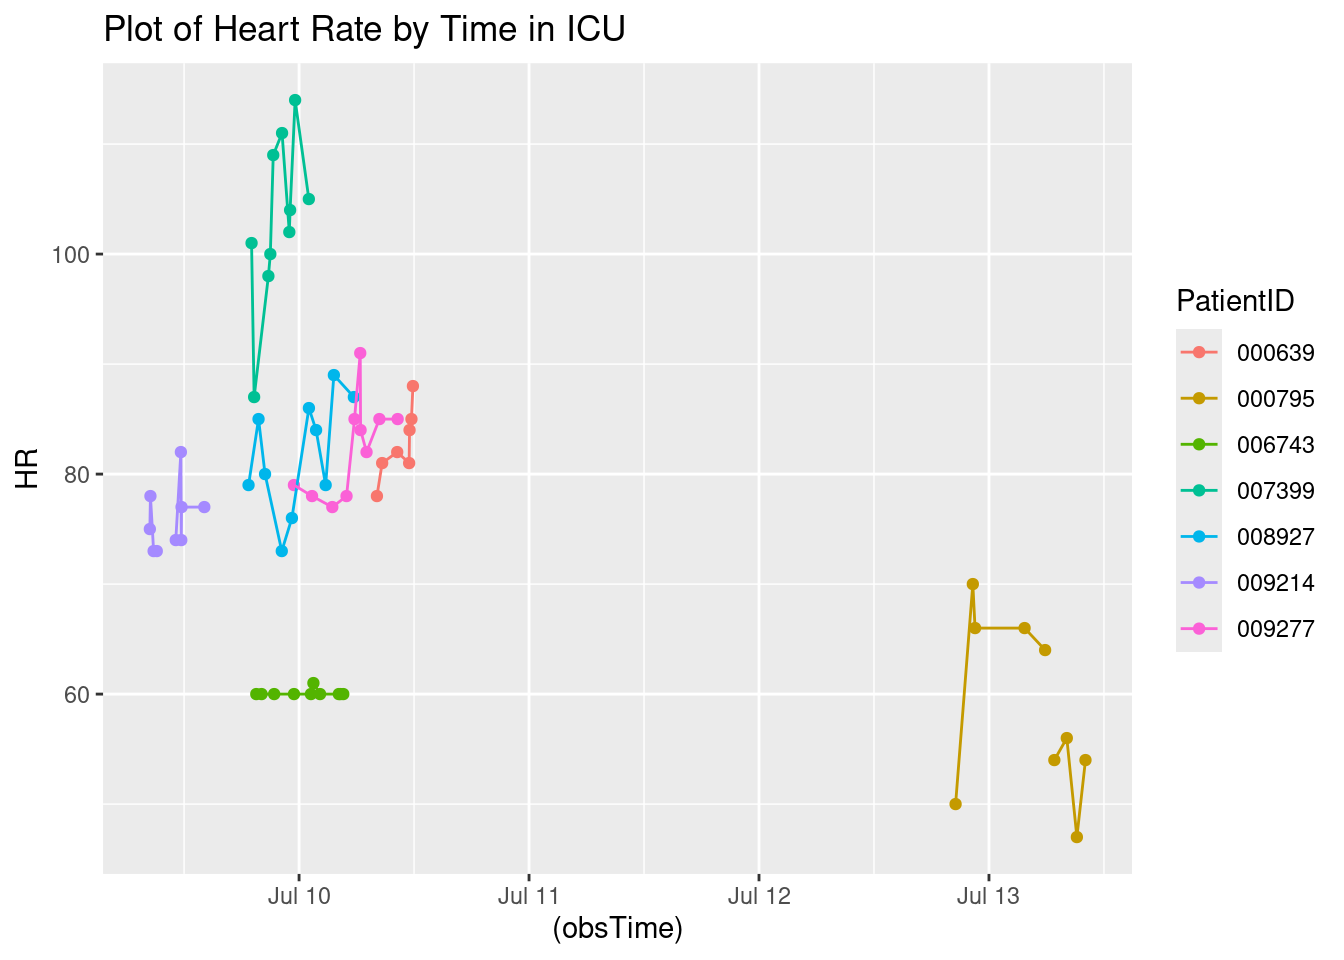 Plot of Heart Rate by Time in ICU
HR
100
80
60
Jul 10
Jul 11
Jul 12
Jul 13
(obsTime)
PatientID
000639
000795
006743
007399
008927
009214
009277